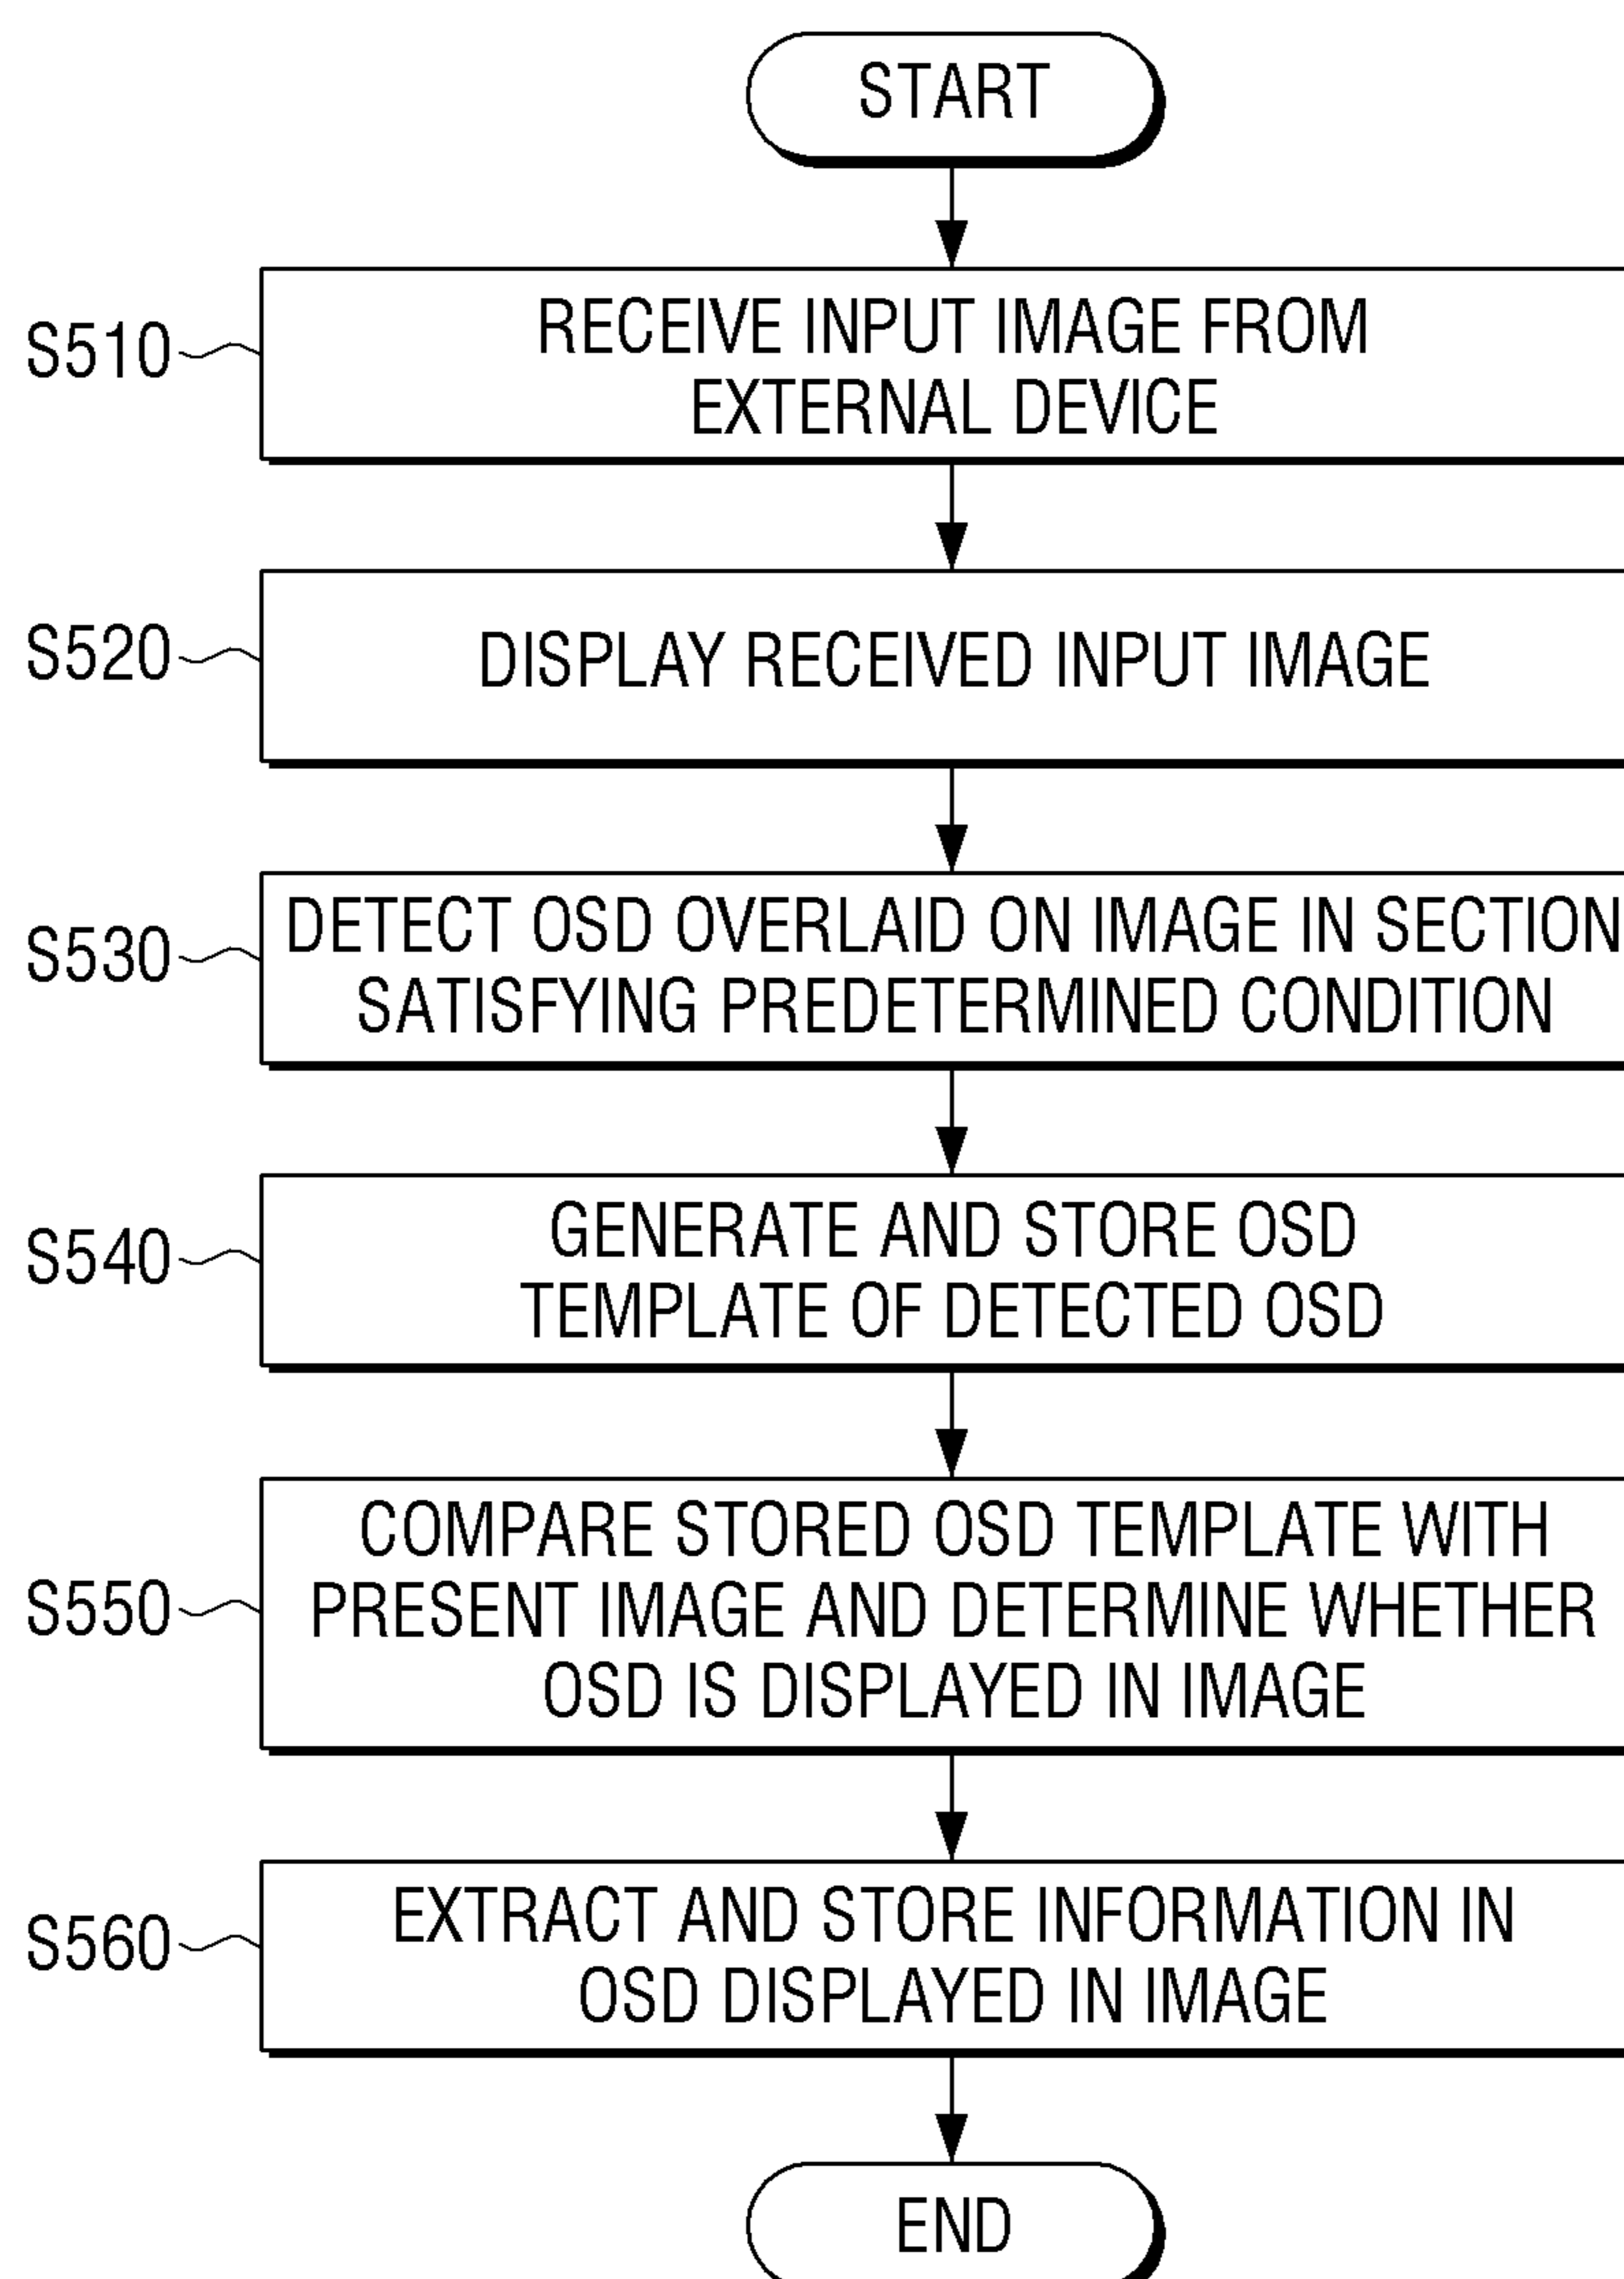 START
S510
RECEIVE INPUT IMAGE FROM
EXTERNAL DEVICE
S520
DISPLAY RECEIVED INPUT IMAGE
S530
DETECT OSD OVERLAID ON IMAGE IN SECTION
SATISFYING PREDETERMINED CONDITION
S540
GENERATE AND STORE OSD
TEMPLATE OF DETECTED OSD
S550
COMPARE STORED OSD TEMPLATE WITH
PRESENT IMAGE AND DETERMINE WHETHER
OSD IS DISPLAYED IN IMAGE
S560
EXTRACT AND STORE INFORMATION IN
OSD DISPLAYED IN IMAGE
END